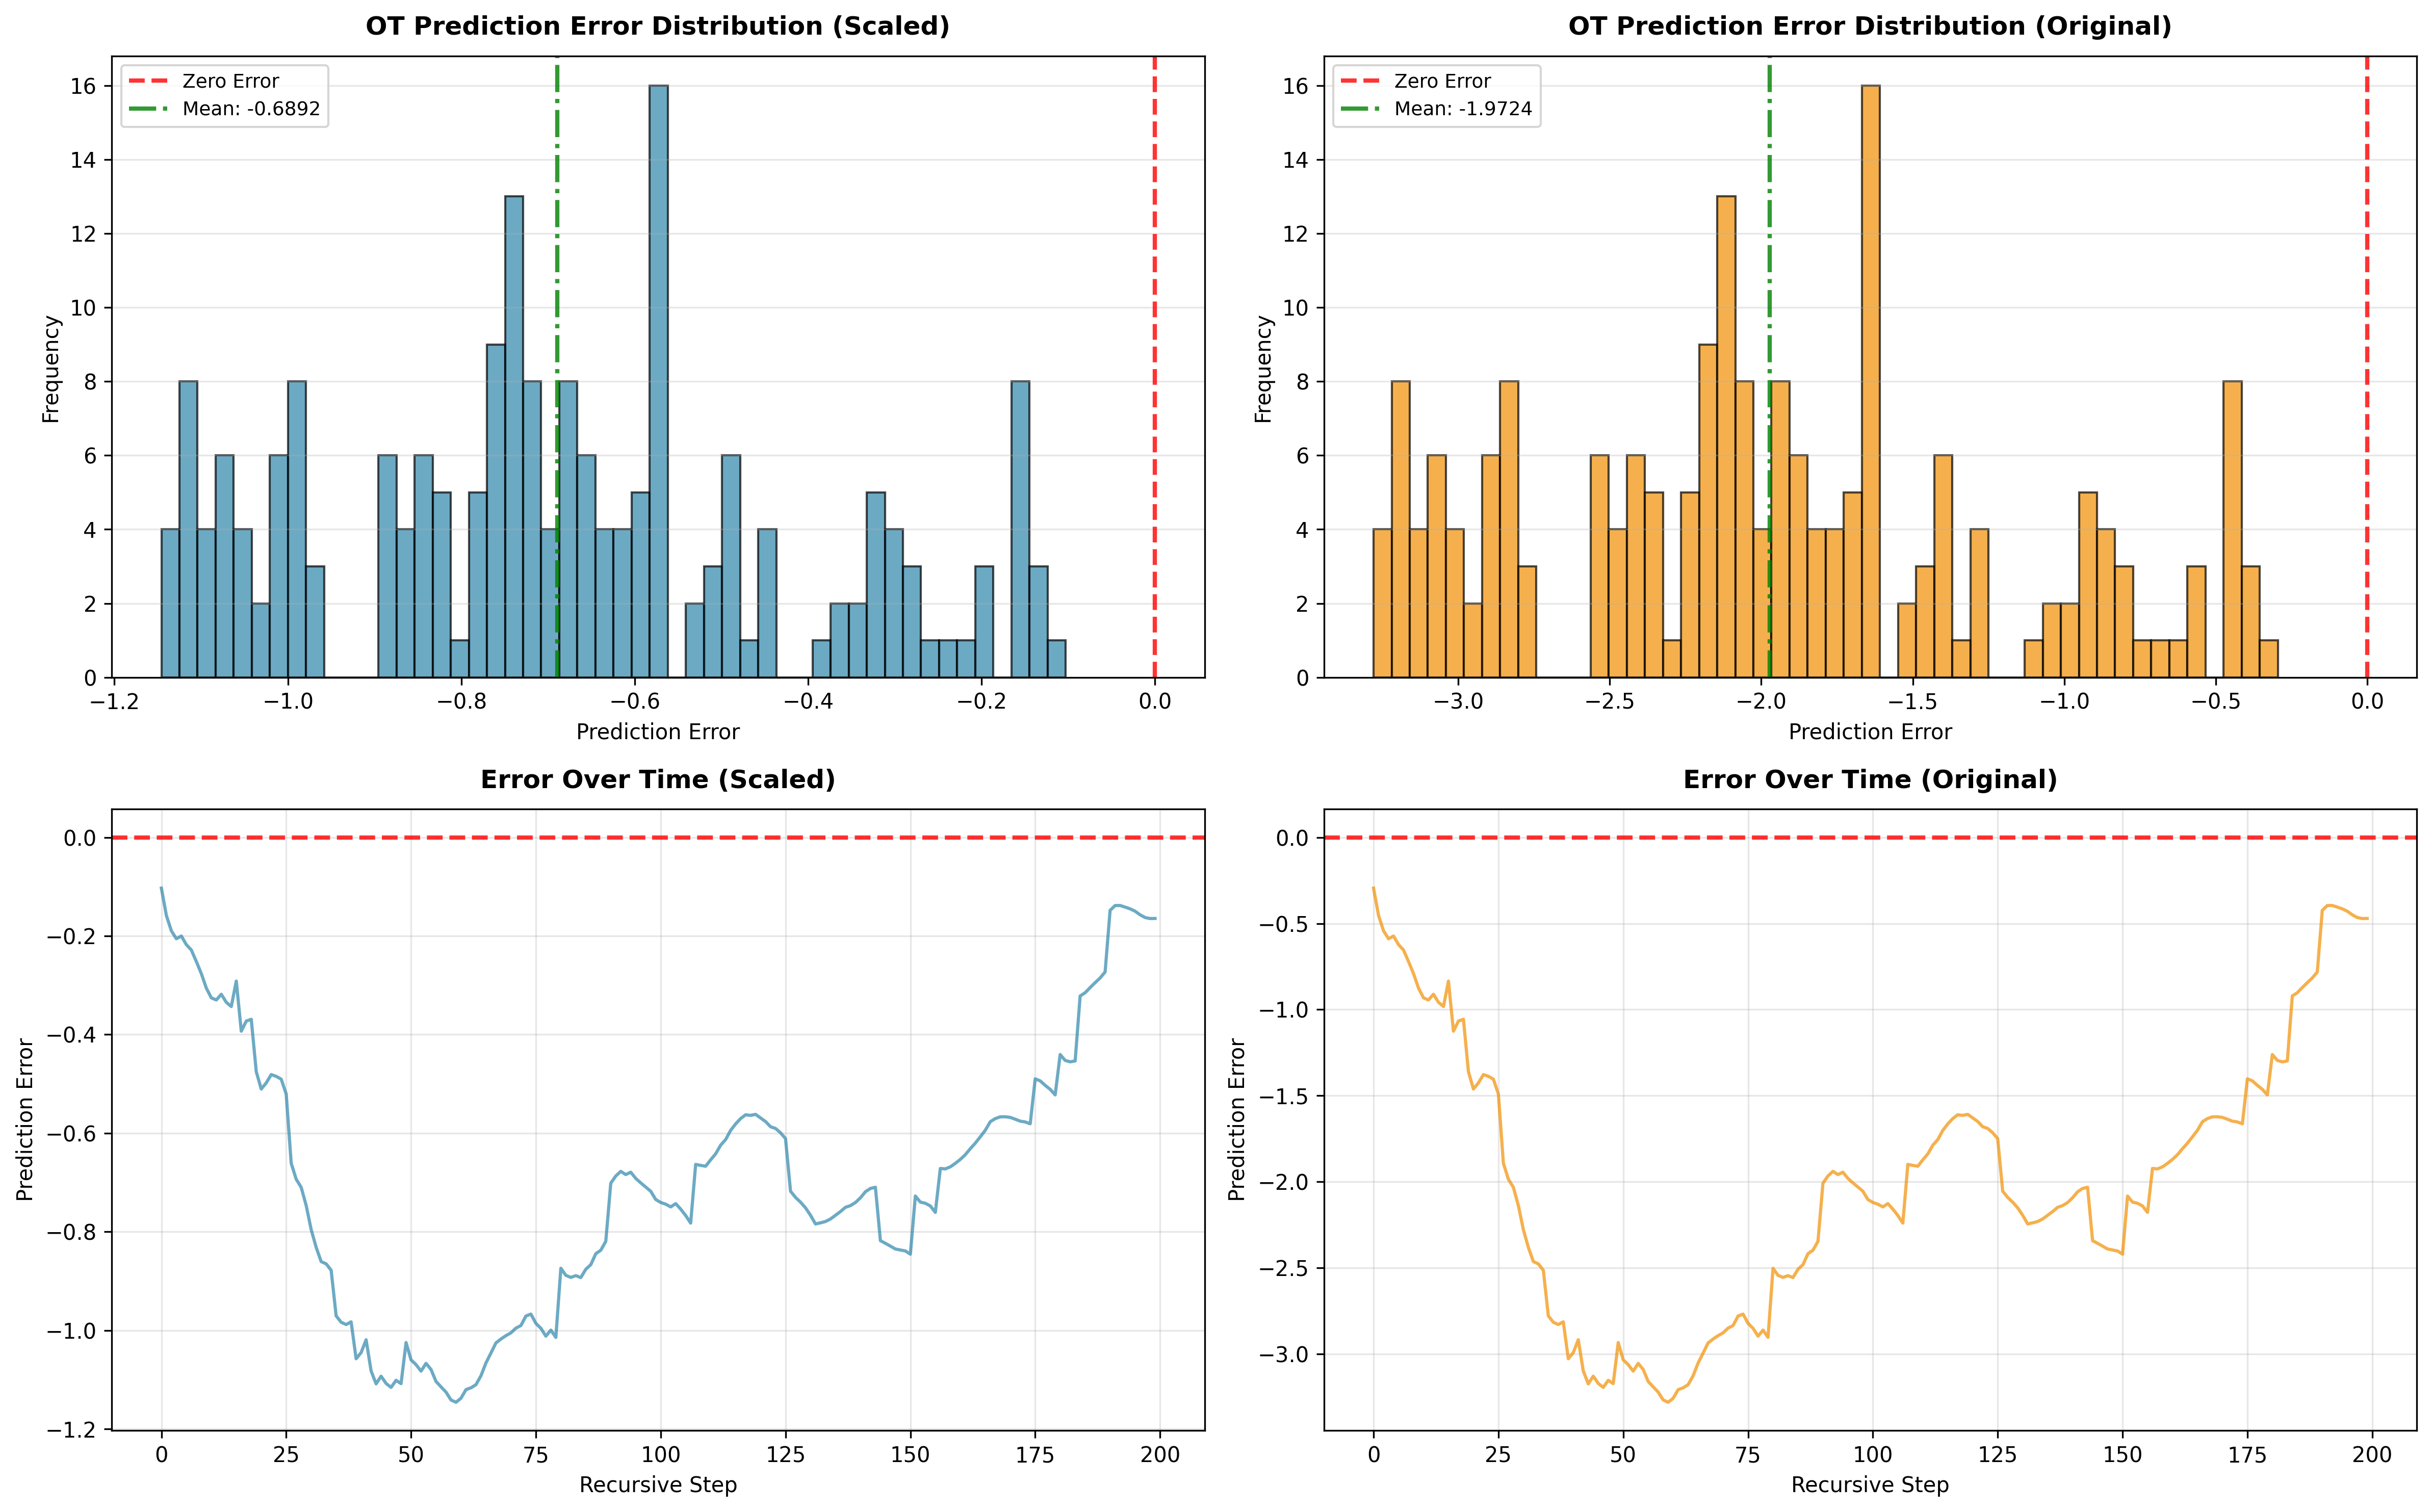 OT Prediction Error Distribution (Scaled)
Zero Error
Mean: -0.6892
Frequency
16
14
12
10
8
6
4
2
0
−1.2 −1.0 −0.8 −0.6 −0.4 −0.2 0.0
Prediction Error
OT Prediction Error Distribution (Original)
Zero Error
Mean: -1.9724
Frequency
16
14
12
10
8
6
4
2
0
−3.0 −2.5 −2.0 −1.5 −1.0 −0.5 0.0
Prediction Error
Error Over Time (Scaled)
Prediction Error
0.0
−0.2
−0.4
−0.6
−0.8
−1.0
−1.2
0 25 50 75 100 125 150 175 200
Recursive Step
Error Over Time (Original)
Prediction Error
0.0
−0.5
−1.0
−1.5
−2.0
−2.5
−3.0
0 25 50 75 100 125 150 175 200
Recursive Step